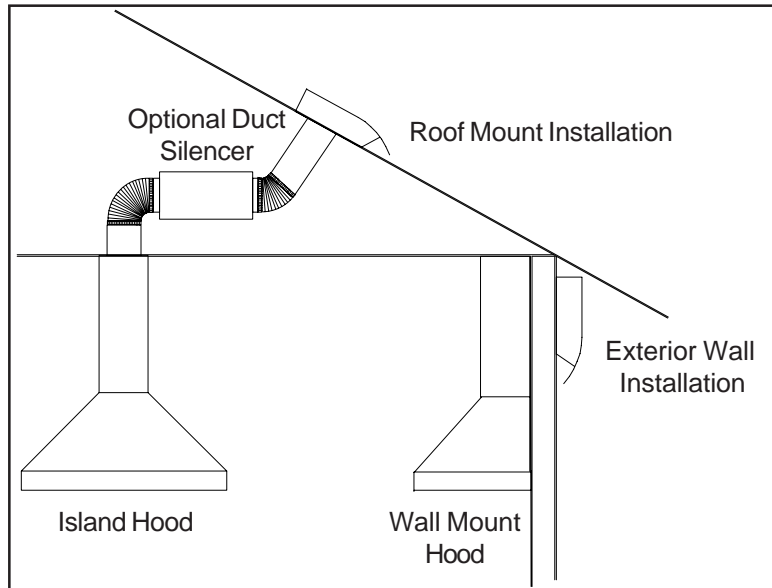 Optional Duct
Silencer
Roof Mount Installation
Exterior Wall
Installation
Island Hood
Wall Mount
Hood